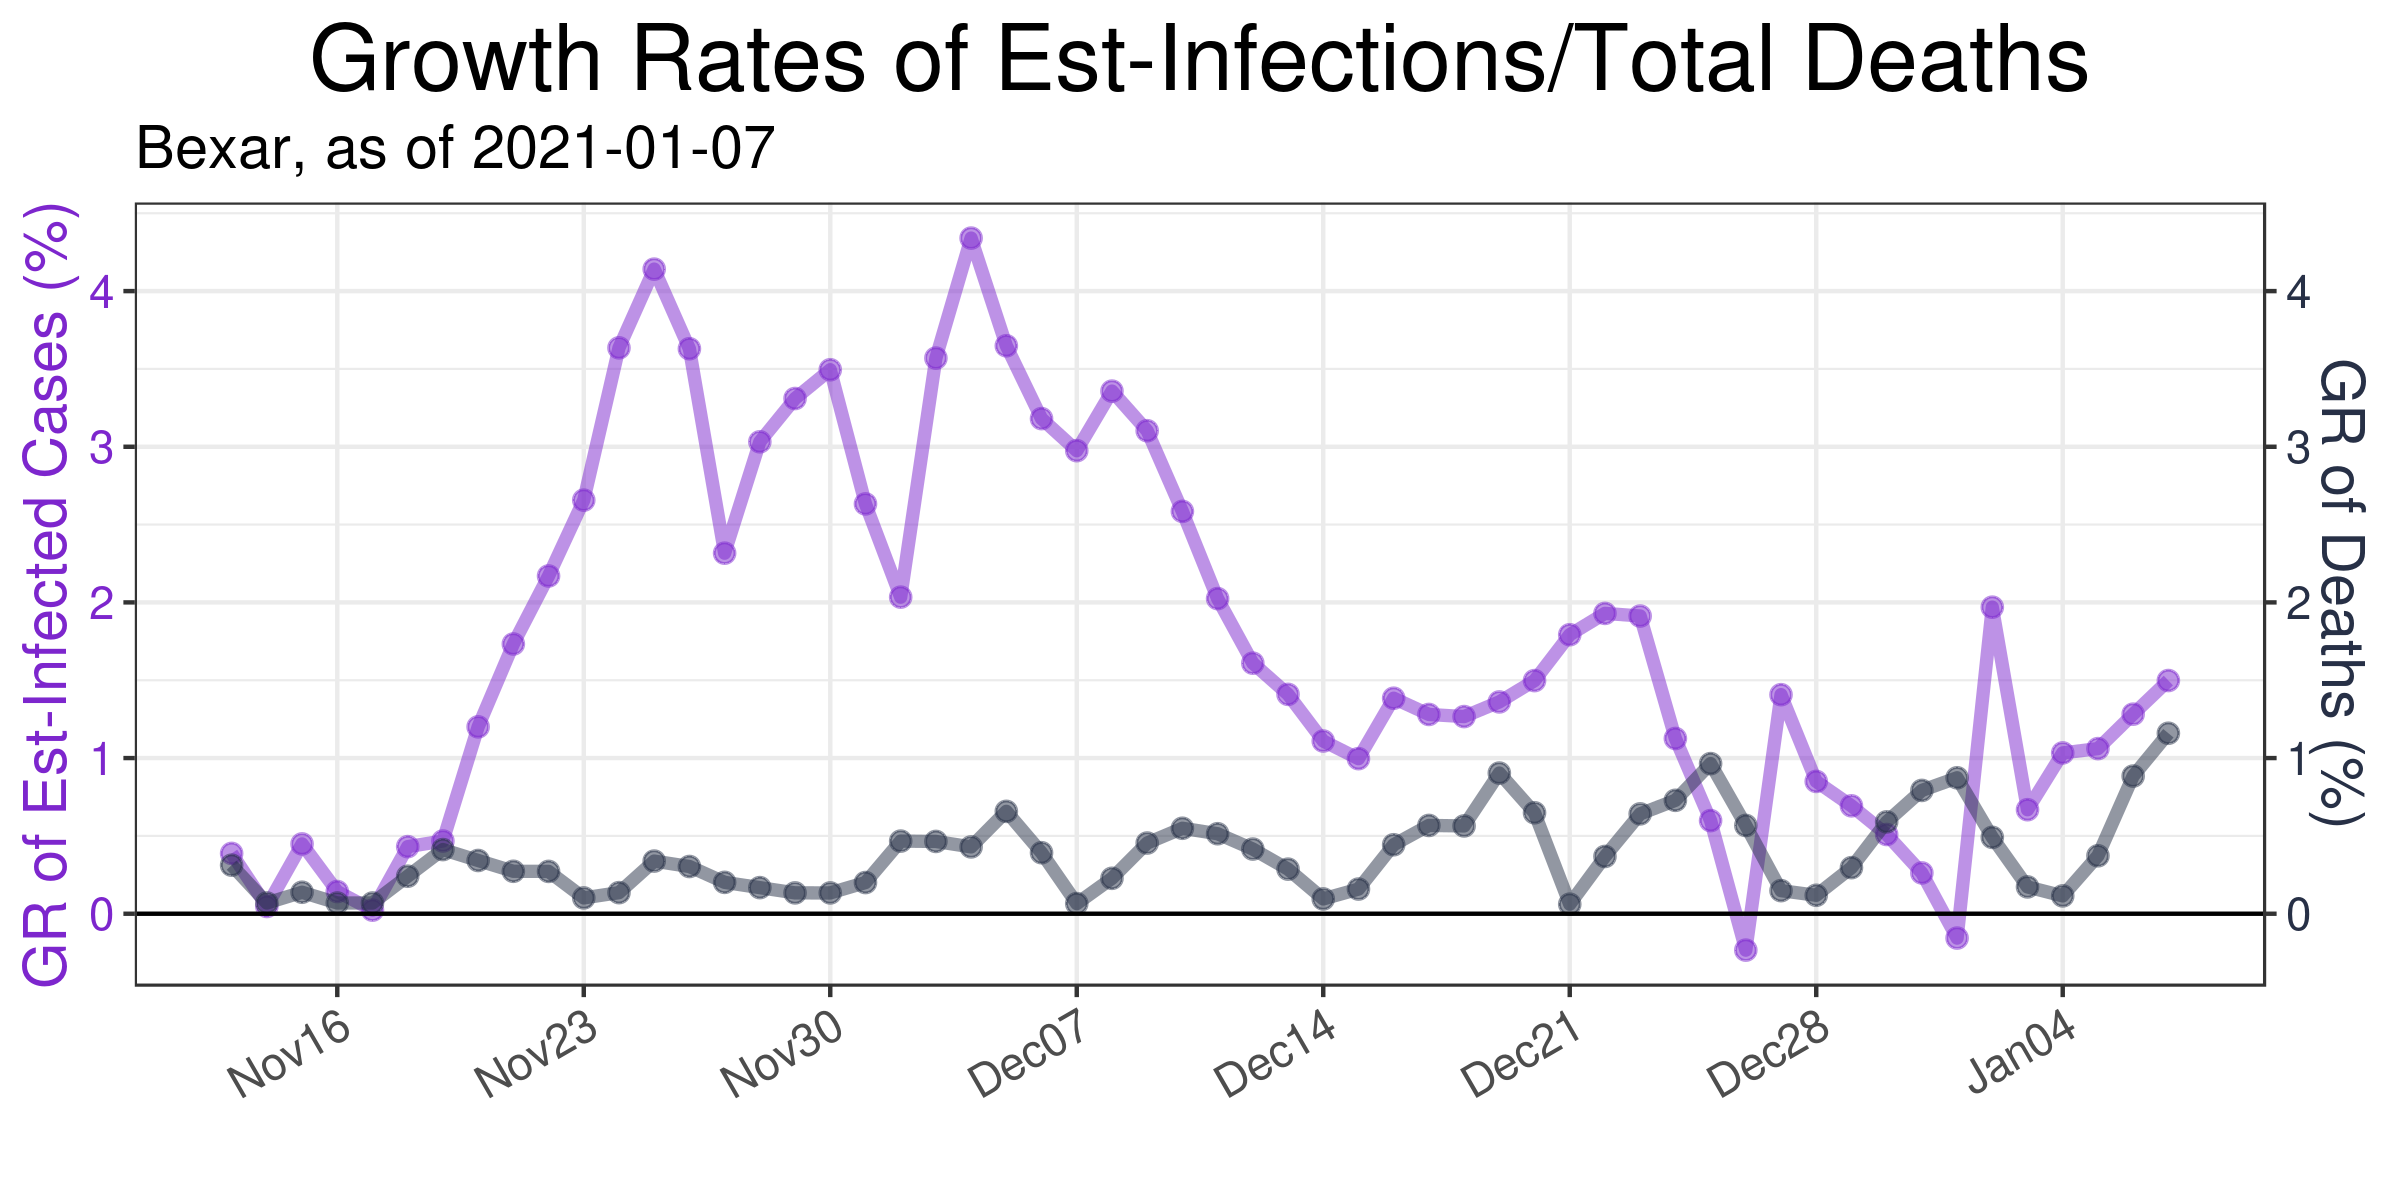 Growth Rates of Est-Infections/Total Deaths
Bexar, as of 2021-01-07
GR of Est-Infected Cases (%)
4
3
2
1
0
4
3
2
1
0
GR of Deaths (%)
Nov16
Nov23
Nov30
Dec07
Dec14
Dec21
Dec28
Jan04